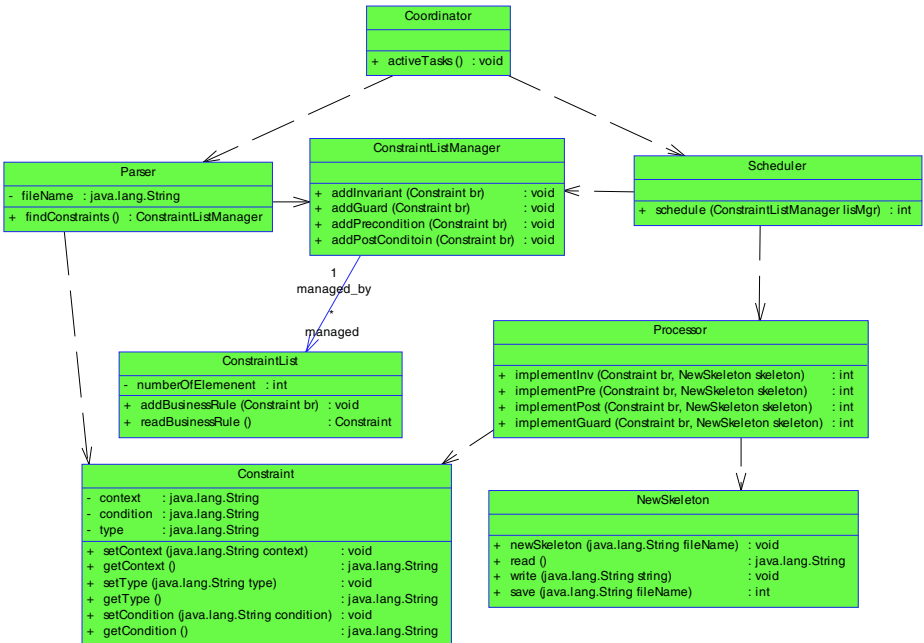 Coordinator
+ activeTasks () : void
Parser
- fileName : java.lang.String
+ findConstraints () : ConstraintListManager
ConstraintListManager
+ addInvariant (Constraint br) : void
+ addGuard (Constraint br) : void
+ addPrecondition (Constraint br) : void
+ addPostConditoin (Constraint br) : void
Scheduler
+ schedule (ConstraintListManager lisMgr) : int
1
managed_by
*
managed
ConstraintList
- numberOfElemenent : int
+ addBusinessRule (Constraint br) : void
+ readBusinessRule () : Constraint
Processor
+ implementInv (Constraint br, NewSkeleton skeleton) : int
+ implementPre (Constraint br, NewSkeleton skeleton) : int
+ implementPost (Constraint br, NewSkeleton skeleton) : int
+ implementGuard (Constraint br, NewSkeleton skeleton) : int
Constraint
- context : java.lang.String
- condition : java.lang.String
- type : java.lang.String
+ setContext (java.lang.String context) : void
+ getContext () : java.lang.String
+ setType (java.lang.String type) : void
+ getType () : java.lang.String
+ setCondition (java.lang.String condition) : void
+ getCondition () : java.lang.String
NewSkeleton
+ newSkeleton (java.lang.String fileName) : void
+ read () : java.lang.String
+ write (java.lang.String string) : void
+ save (java.lang.String fileName) : int